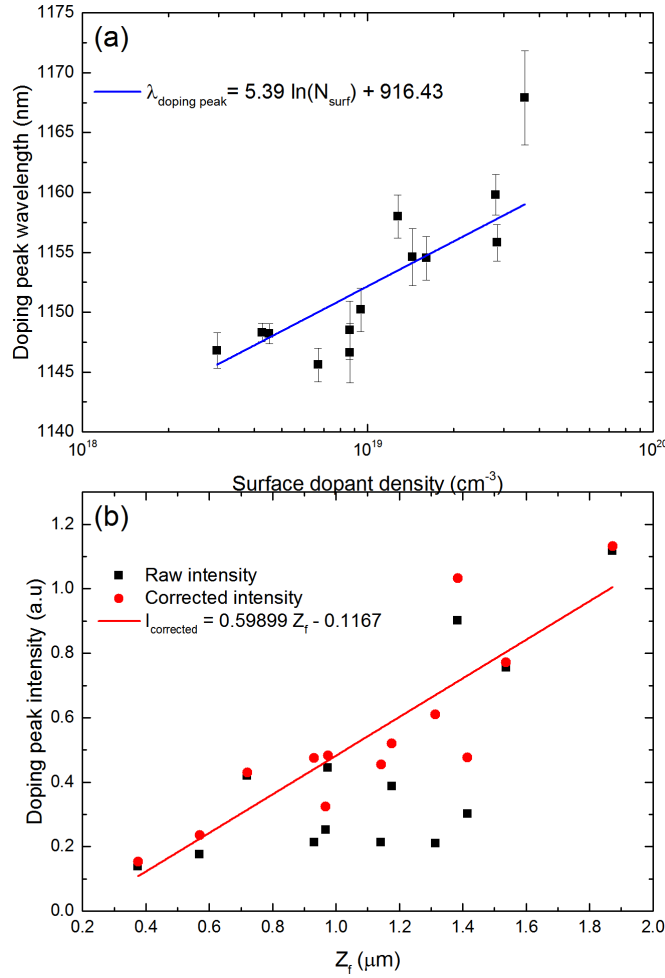 (a)
λdoping peak = 5.39 ln(Nsurf) + 916.43
Doping peak wavelength (nm)
1175
1170
1165
1160
1155
1150
1145
1140
10^18
10^19
10^20
Surface dopant density (cm^-3)
(b)
Raw intensity
Corrected intensity
Icorrected = 0.59899 Zf - 0.1167
Doping peak intensity (a.u)
1.2
1.0
0.8
0.6
0.4
0.2
0.0
0.2
0.4
0.6
0.8
1.0
1.2
1.4
1.6
1.8
2.0
Zf (μm)